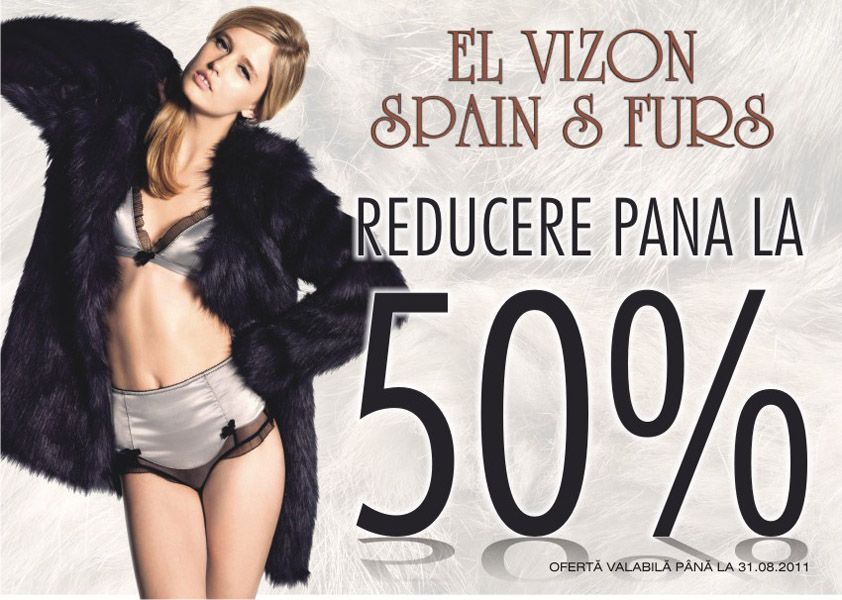 EL VIZON
SPAIN S FURS
REDUCERE PANA LA
50%
OFERTĂ VALABILĂ PÂNĂ LA 31.08.2011